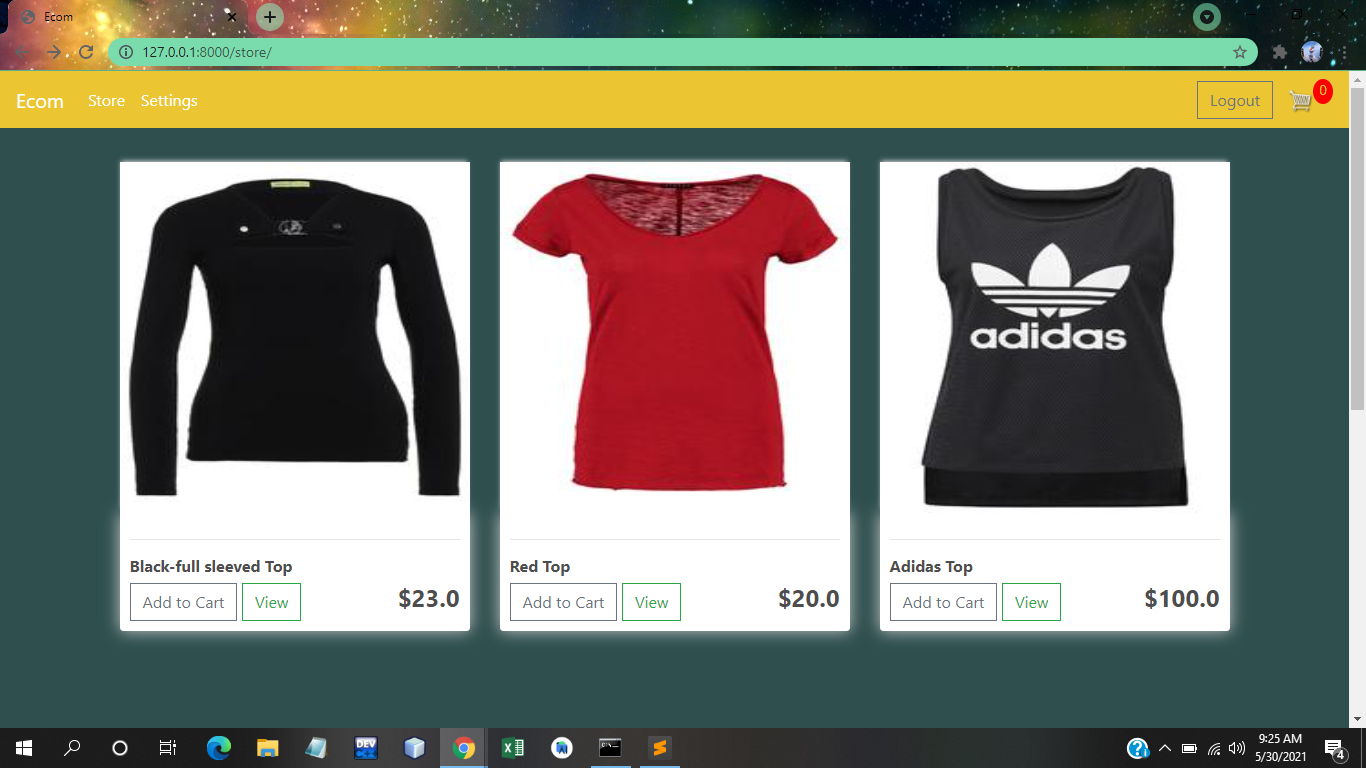 Ecom
127.0.0.1:8000/store/
Ecom Store Settings Logout 0
adidas
Black-full sleeved Top
Add to Cart View $23.0
Red Top
Add to Cart View $20.0
Adidas Top
Add to Cart View $100.0
DEV
9:25 AM
5/30/2021
4